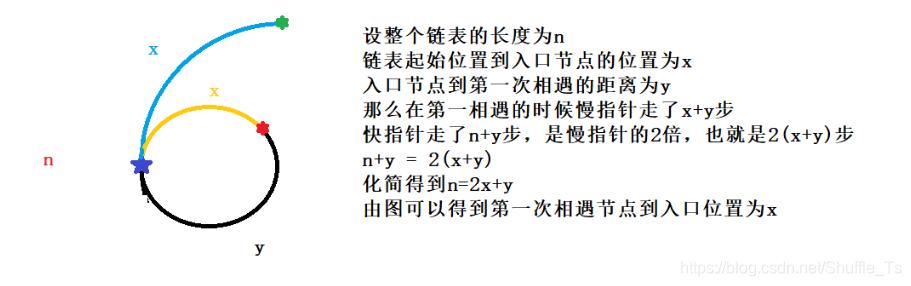 x
x
n
y
设整个链表的长度为n
链表起始位置到入口节点的位置为x
入口节点到第一次相遇的距离为y
那么在第一相遇的时候慢指针走了x+y步
快指针走了n+y步，是慢指针的2倍，也就是2(x+y)步
n+y = 2(x+y)
化简得到n=2x+y
由图可以得到第一次相遇节点到入口位置为x
https://blog.csdn.net/Shuffle_Ts